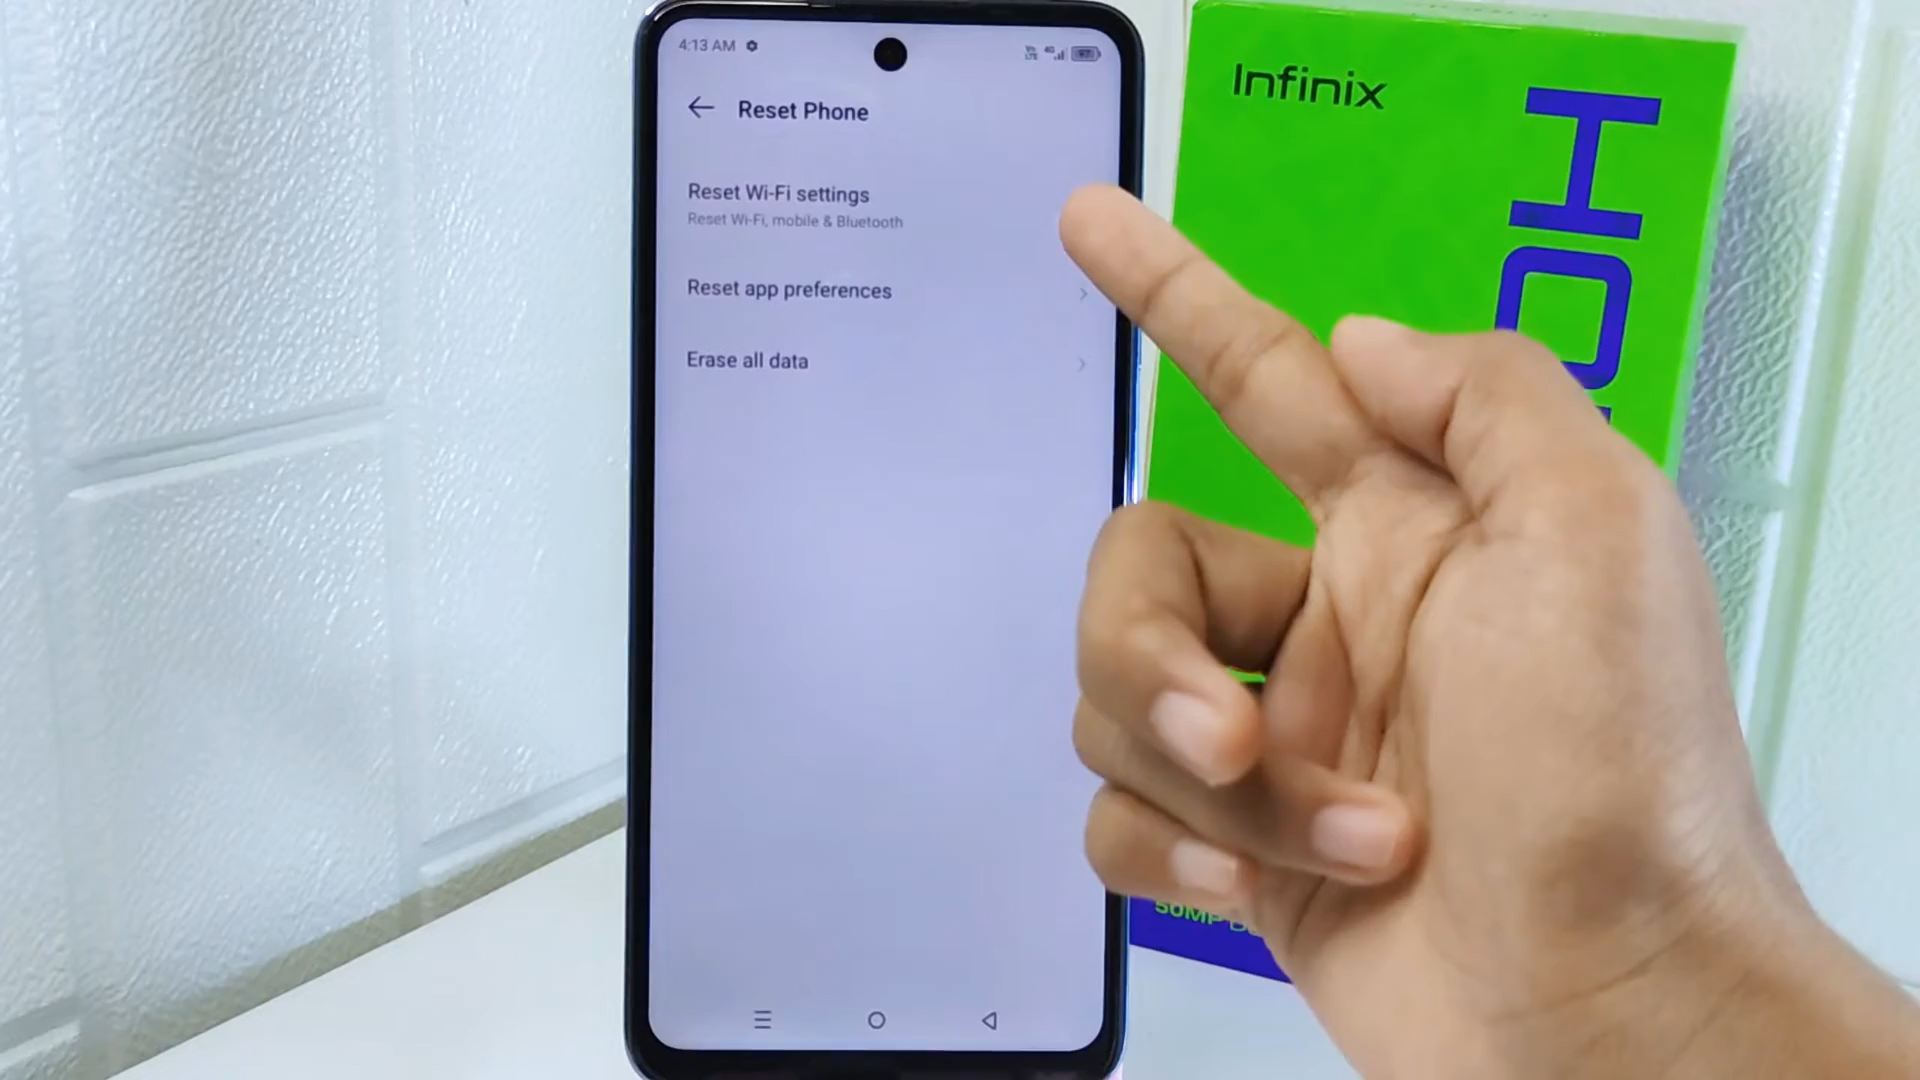 4:13 AM
Reset Phone
Reset Wi-Fi settings
Reset Wi-Fi, mobile & Bluetooth
Reset app preferences
Erase all data
Infinix
HO
50MP